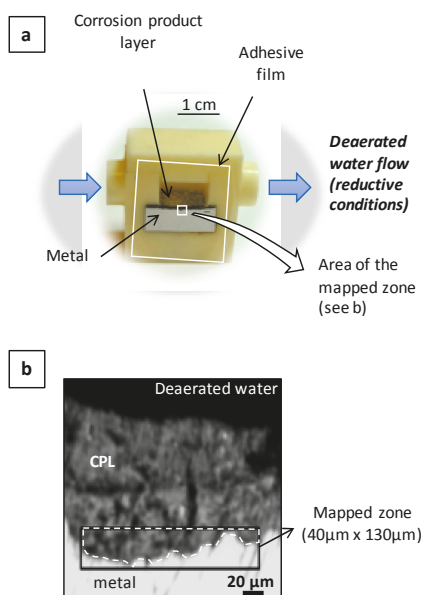 a
Corrosion product
layer
Adhesive
film
1 cm
Deaerated
water flow
(reductive
conditions)
Metal
Area of the
mapped zone
(see b)
b
Deaerated water
CPL
Mapped zone
(40µm x 130µm)
metal
20 µm